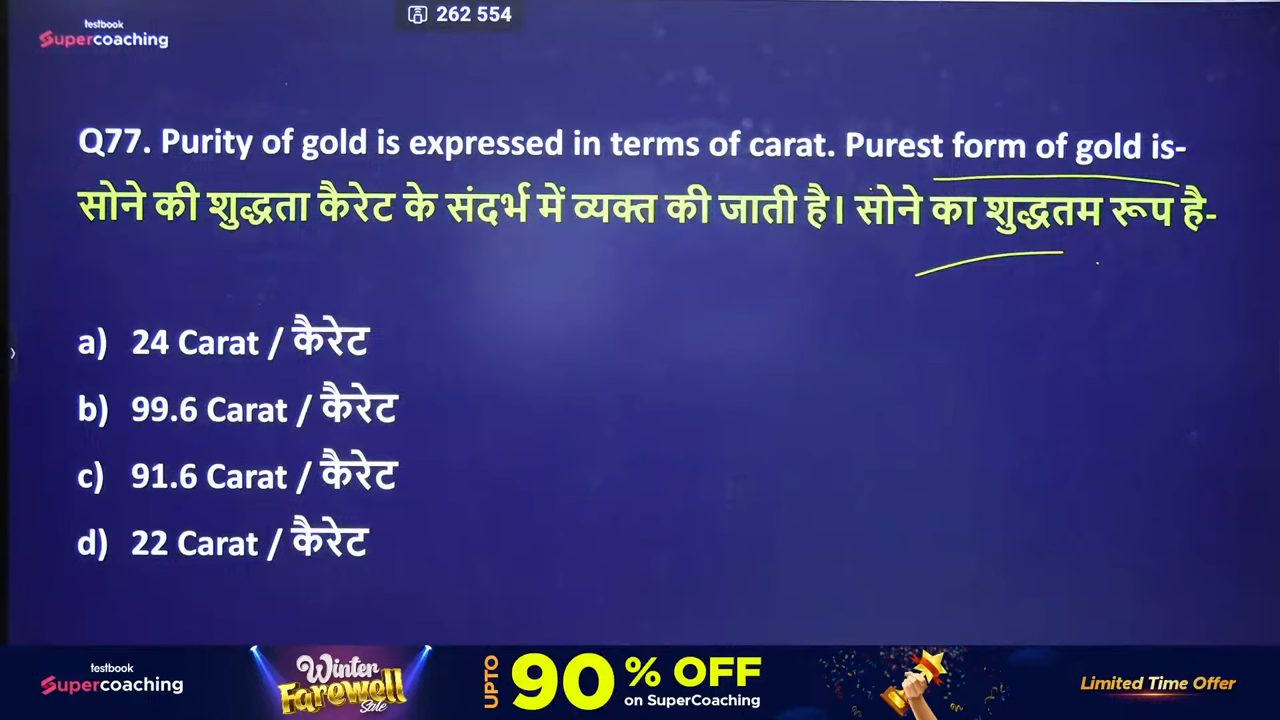 testbook
Supercoaching
262 554
Q77. Purity of gold is expressed in terms of carat. Purest form of gold is-
सोने की शुद्धता कैरेट के संदर्भ में व्यक्त की जाती है। सोने का शुद्धतम रूप है-
a) 24 Carat / कैरेट
b) 99.6 Carat / कैरेट
c) 91.6 Carat / कैरेट
d) 22 Carat / कैरेट
testbook
Supercoaching
Winter
Farewell
Sale
UPTO
90% OFF
on SuperCoaching
Limited Time Offer